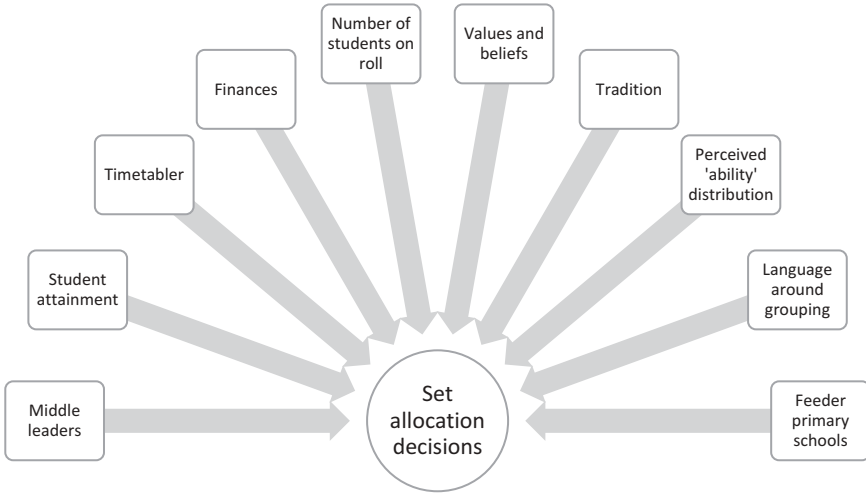 Number of
students on
roll
Values and
beliefs
Finances
Tradition
Timetabler
Perceived
'ability'
distribution
Student
attainment
Language
around
grouping
Middle
leaders
Set
allocation
decisions
Feeder
primary
schools